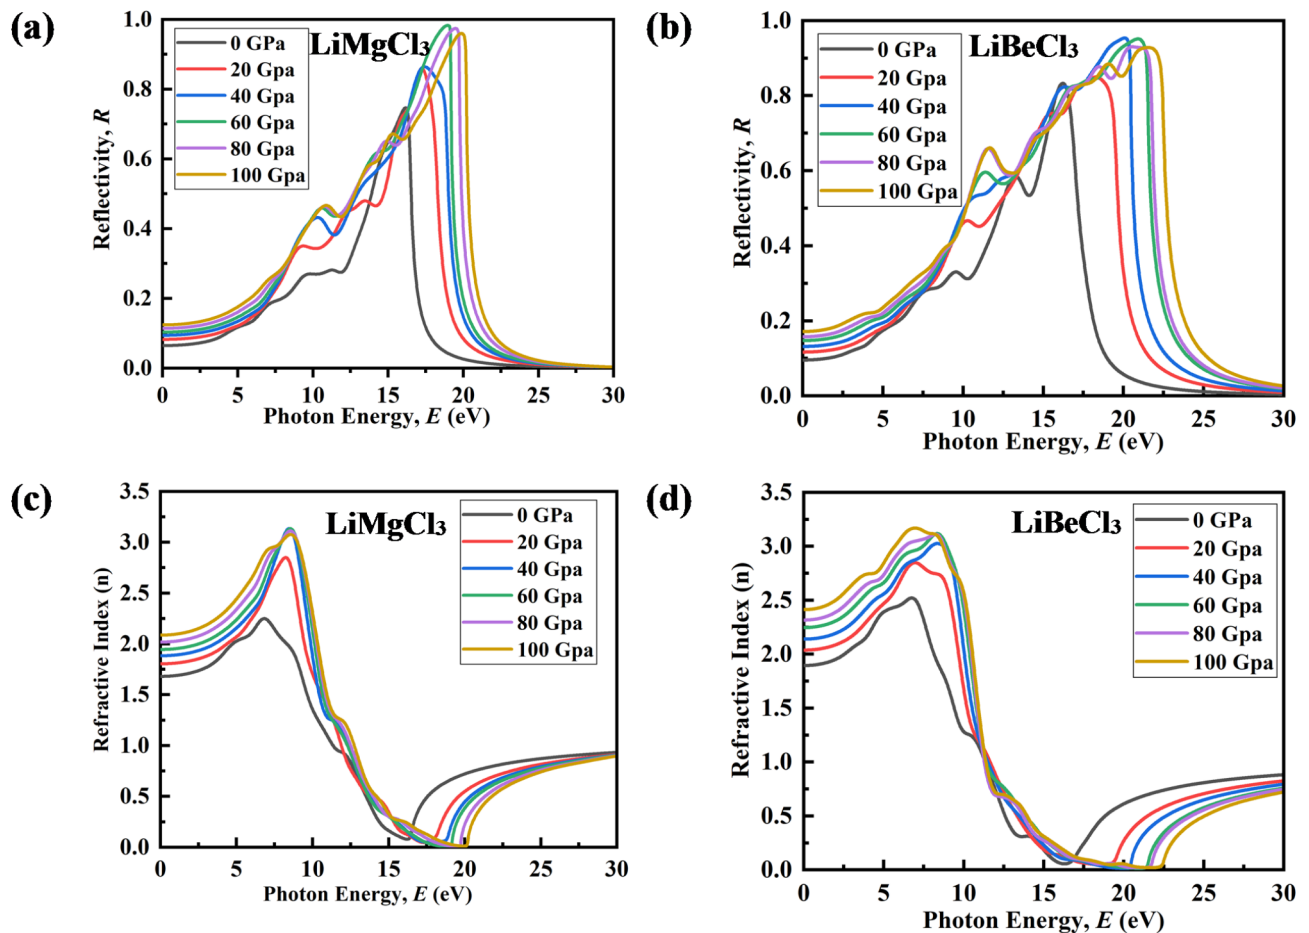 (a)
LiMgCl₃
0 GPa
20 Gpa
40 Gpa
60 Gpa
80 Gpa
100 Gpa
Reflectivity, R
1.0
0.8
0.6
0.4
0.2
0.0
0 5 10 15 20 25 30
Photon Energy, E (eV)
(b)
LiBeCl₃
0 GPa
20 Gpa
40 Gpa
60 Gpa
80 Gpa
100 Gpa
Reflectivity, R
1.0
0.8
0.6
0.4
0.2
0.0
0 5 10 15 20 25 30
Photon Energy, E (eV)
(c)
LiMgCl₃
0 GPa
20 Gpa
40 Gpa
60 Gpa
80 Gpa
100 Gpa
Refractive Index (n)
3.5
3.0
2.5
2.0
1.5
1.0
0.5
0.0
0 5 10 15 20 25 30
Photon Energy, E (eV)
(d)
LiBeCl₃
0 GPa
20 Gpa
40 Gpa
60 Gpa
80 Gpa
100 Gpa
Refractive Index (n)
3.5
3.0
2.5
2.0
1.5
1.0
0.5
0.0
0 5 10 15 20 25 30
Photon Energy, E (eV)